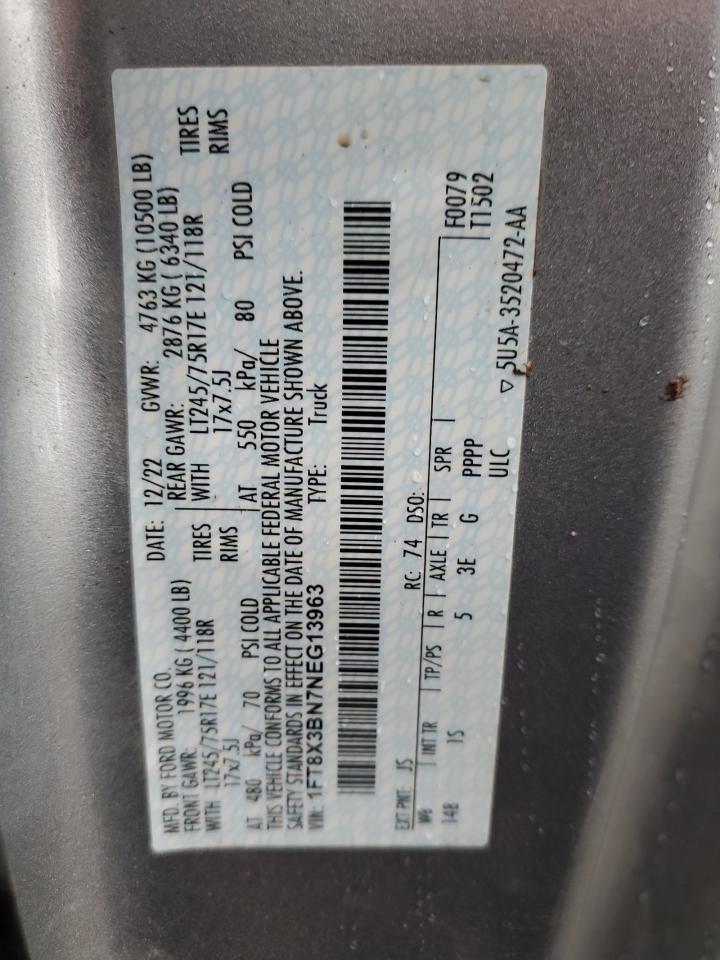 MFD. BY FORD MOTOR CO. DATE: 12/22 GVWR: 4763 KG (10500 LB)
FRONT GAWR: 1996 KG ( 4400 LB) REAR GAWR: 2876 KG ( 6340 LB)
WITH LT245/75R17E 121/118R TIRES WITH LT245/75R17E 121/118R TIRES
17x7.5J RIMS 17x7.5J RIMS
AT 480 kPa/ 70 PSI COLD AT 550 kPa/ 80 PSI COLD
THIS VEHICLE CONFORMS TO ALL APPLICABLE FEDERAL MOTOR VEHICLE
SAFETY STANDARDS IN EFFECT ON THE DATE OF MANUFACTURE SHOWN ABOVE.
VIN: 1FT8X3BN7NEG13963 TYPE: Truck
EXT PNT: JS RC: 74 DSO: F0079
WB INT TR TP/PS R AXLE TR SPR T1502
148 1S 5 3E G PPPP
ULC
▽ 5U5A-3520472-AA